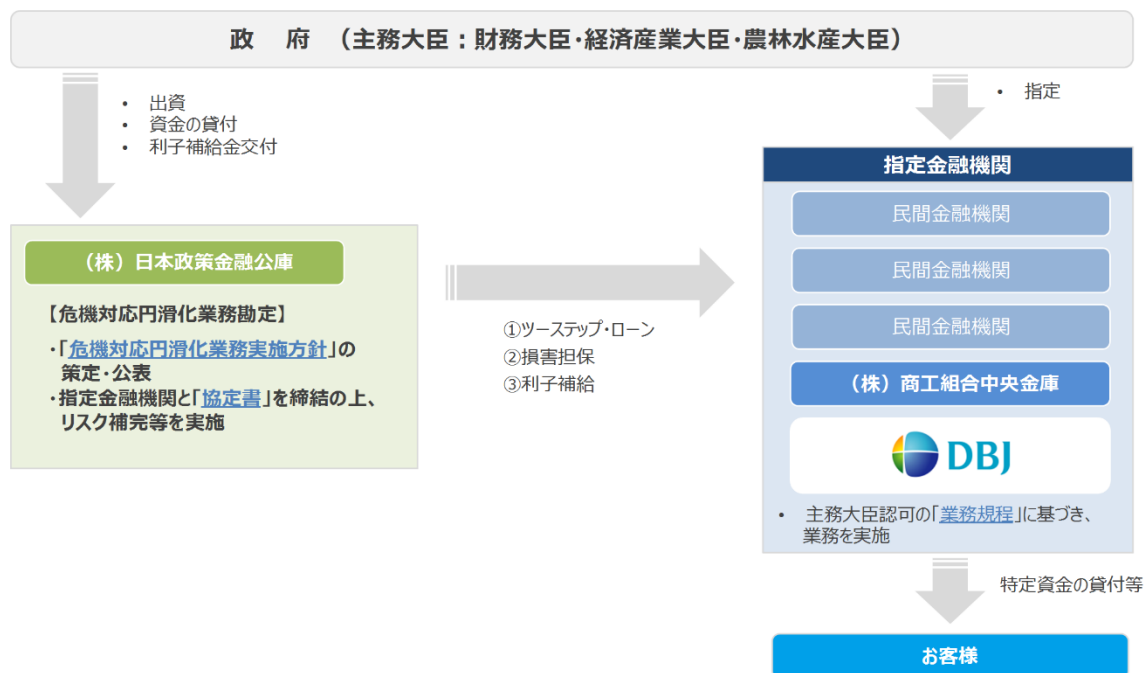 政　府　（主務大臣：財務大臣・経済産業大臣・農林水産大臣）
• 出資
• 資金の貸付
• 利子補給金交付
• 指定
（株）日本政策金融公庫
【危機対応円滑化業務勘定】
・「危機対応円滑化業務実施方針」の
策定・公表
・指定金融機関と「協定書」を締結の上、
リスク補完等を実施
①ツーステップ・ローン
②損害担保
③利子補給
指定金融機関
民間金融機関
民間金融機関
民間金融機関
（株）商工組合中央金庫
DBJ
• 主務大臣認可の「業務規程」に基づき、
業務を実施
特定資金の貸付等
お客様